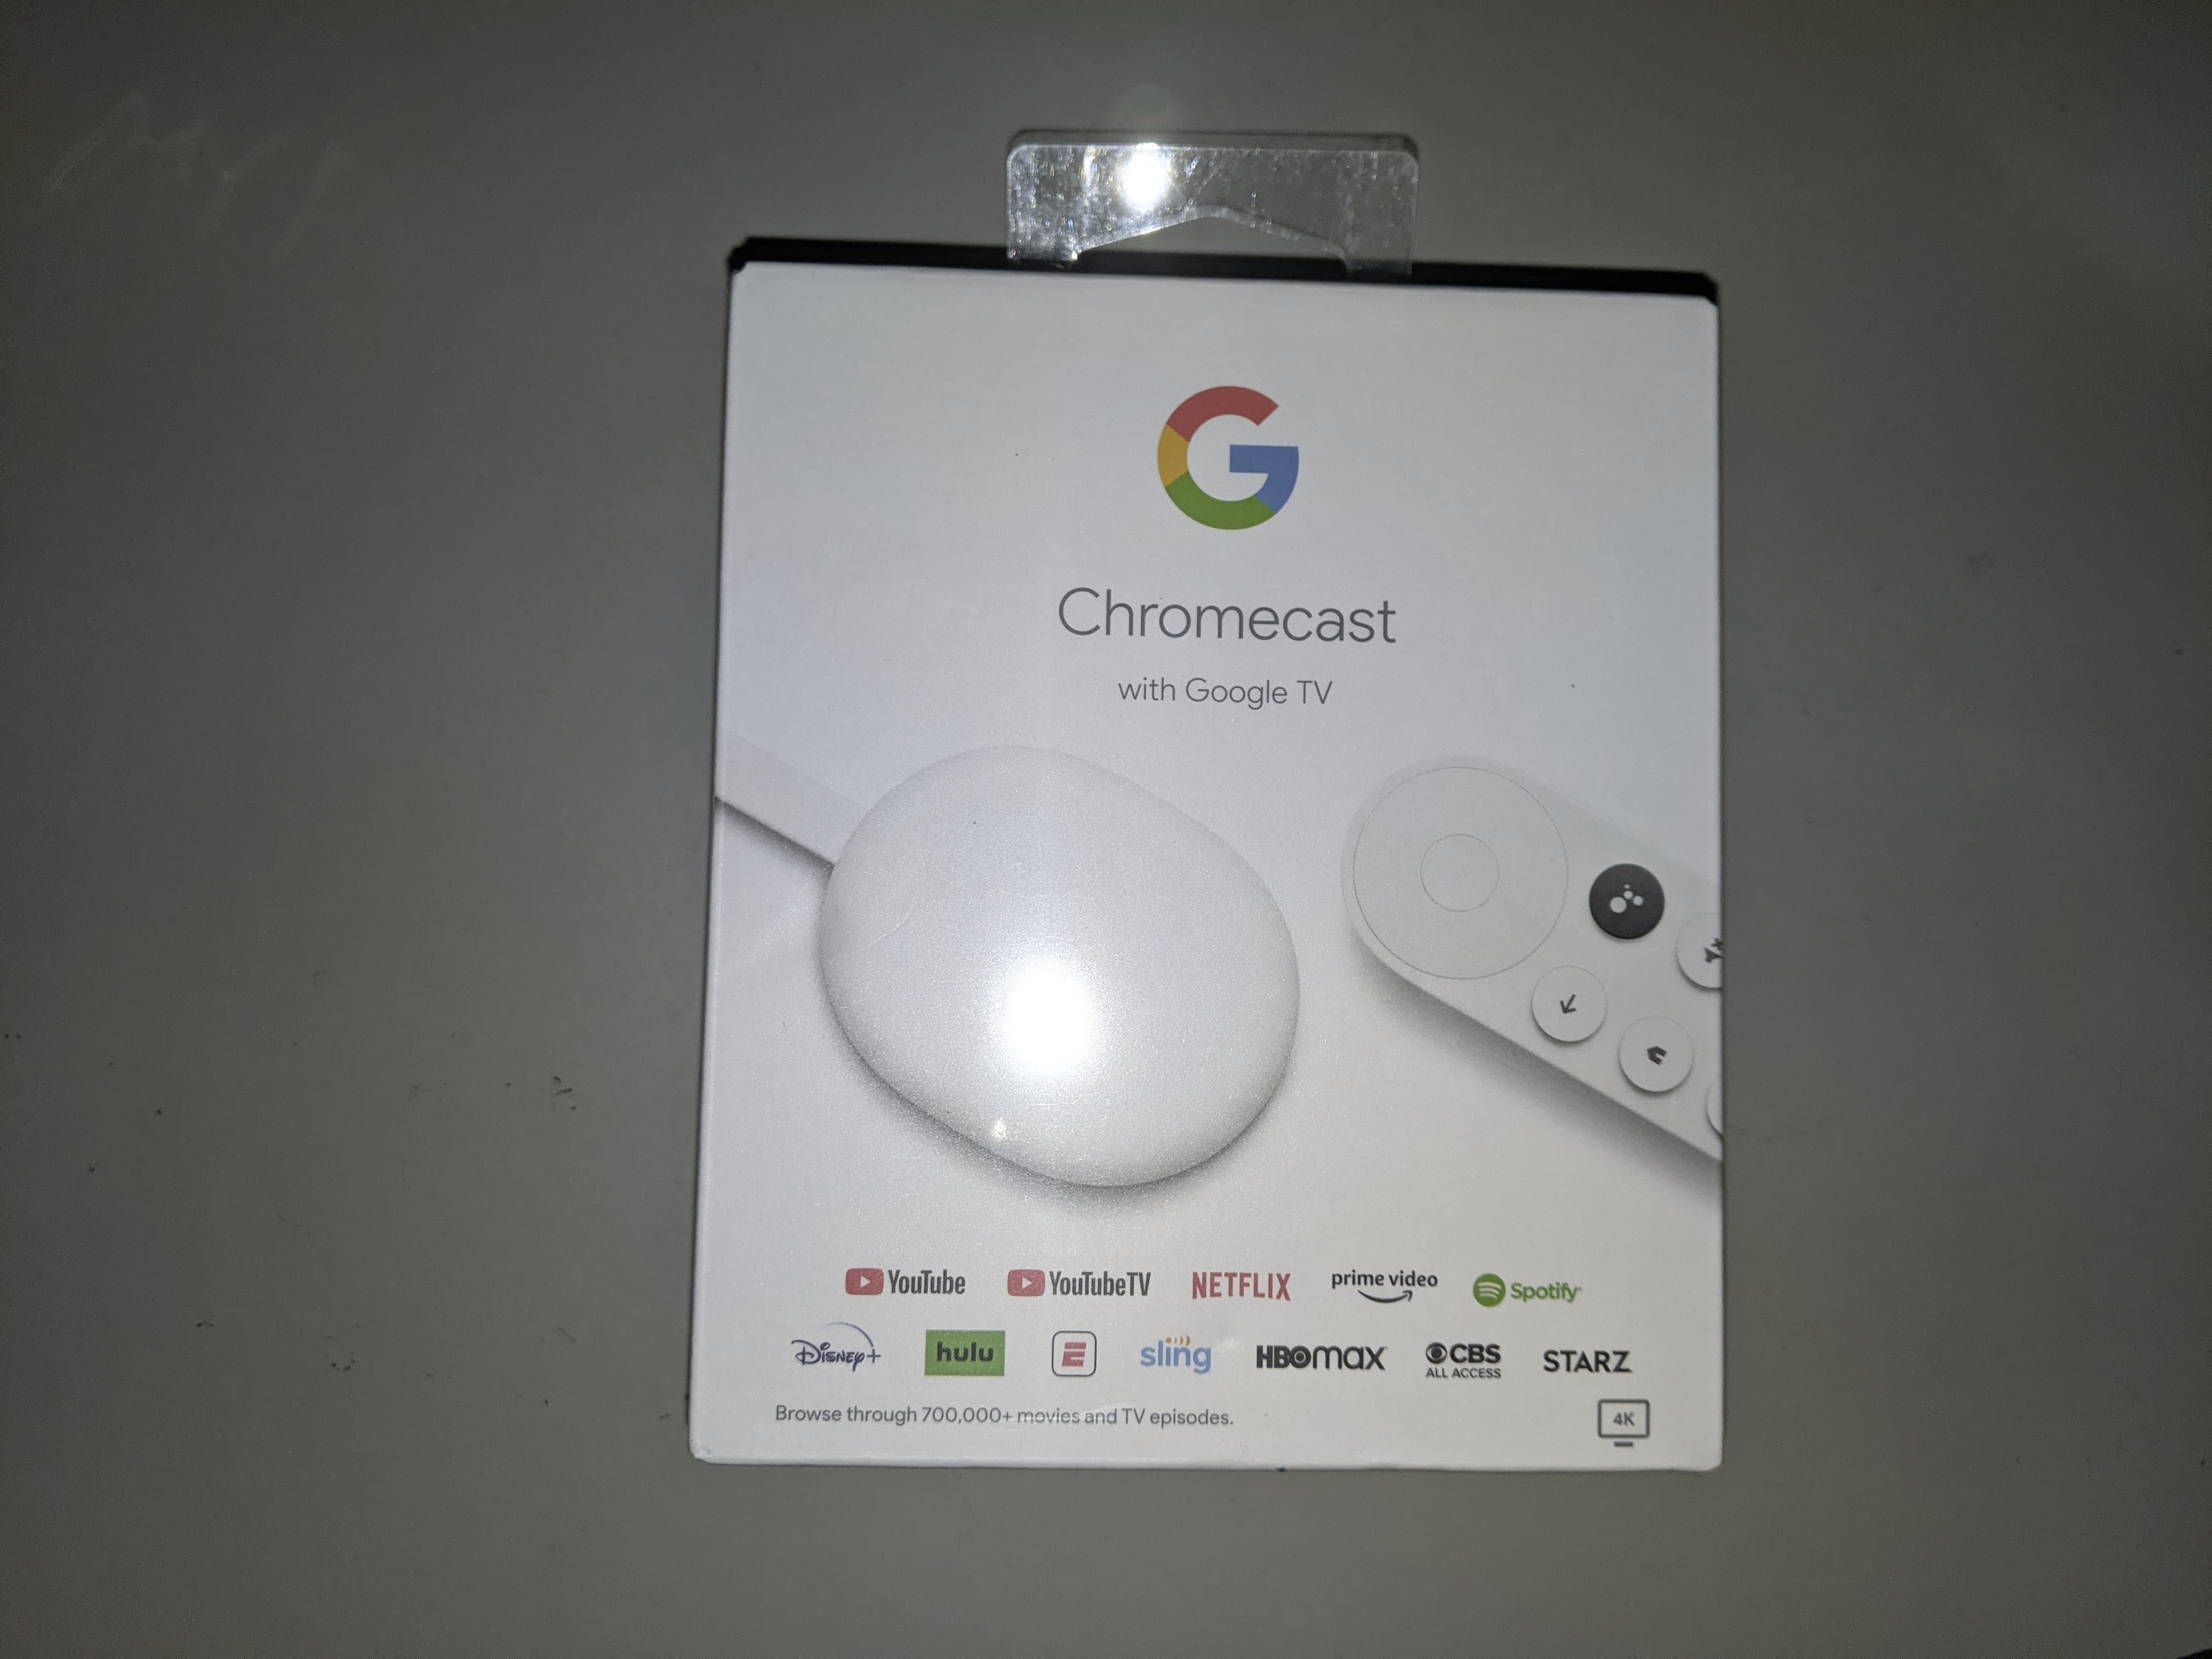 G
Chromecast
with Google TV
YouTube YouTubeTV NETFLIX prime video Spotify
Disney+ hulu E sling HBOmax CBS ALL ACCESS STARZ
Browse through 700,000+ movies and TV episodes. 4K